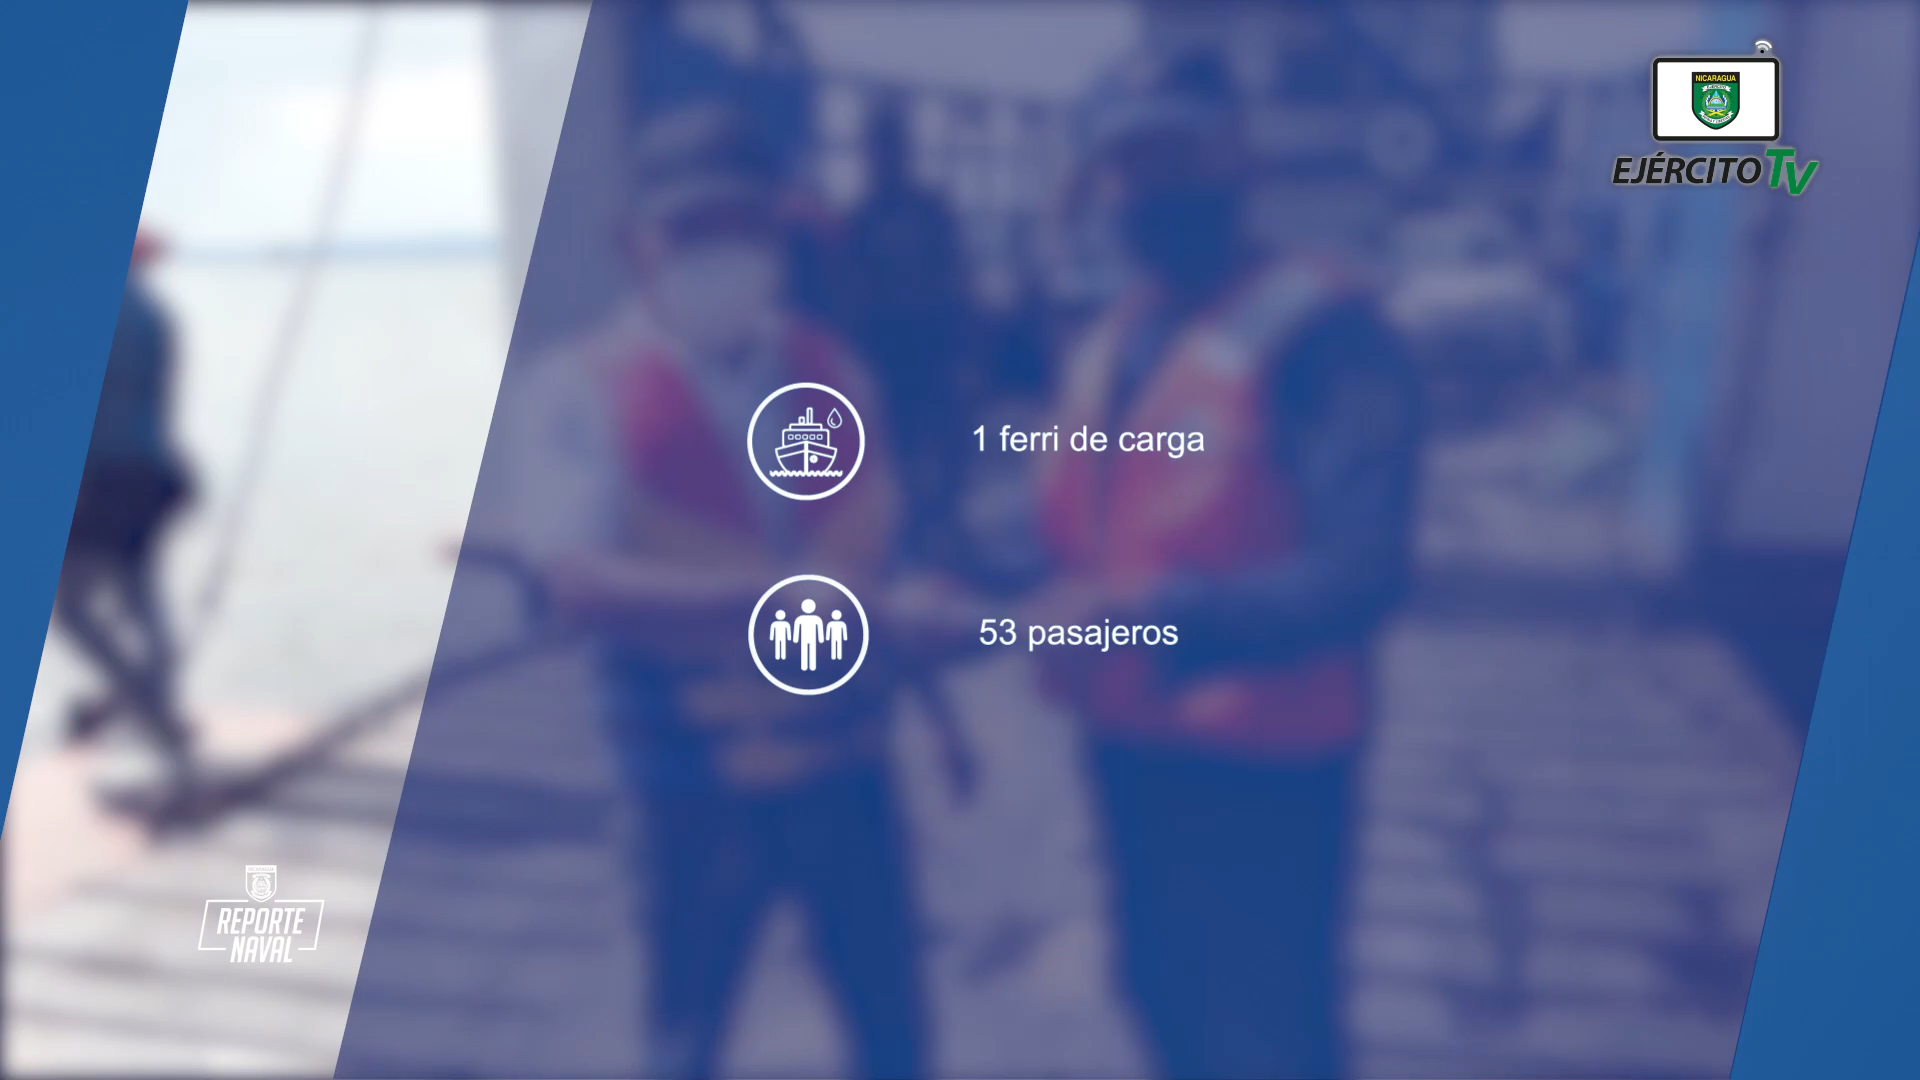 NICARAGUA
EJÉRCITO TV
1 ferri de carga
53 pasajeros
REPORTE
NAVAL